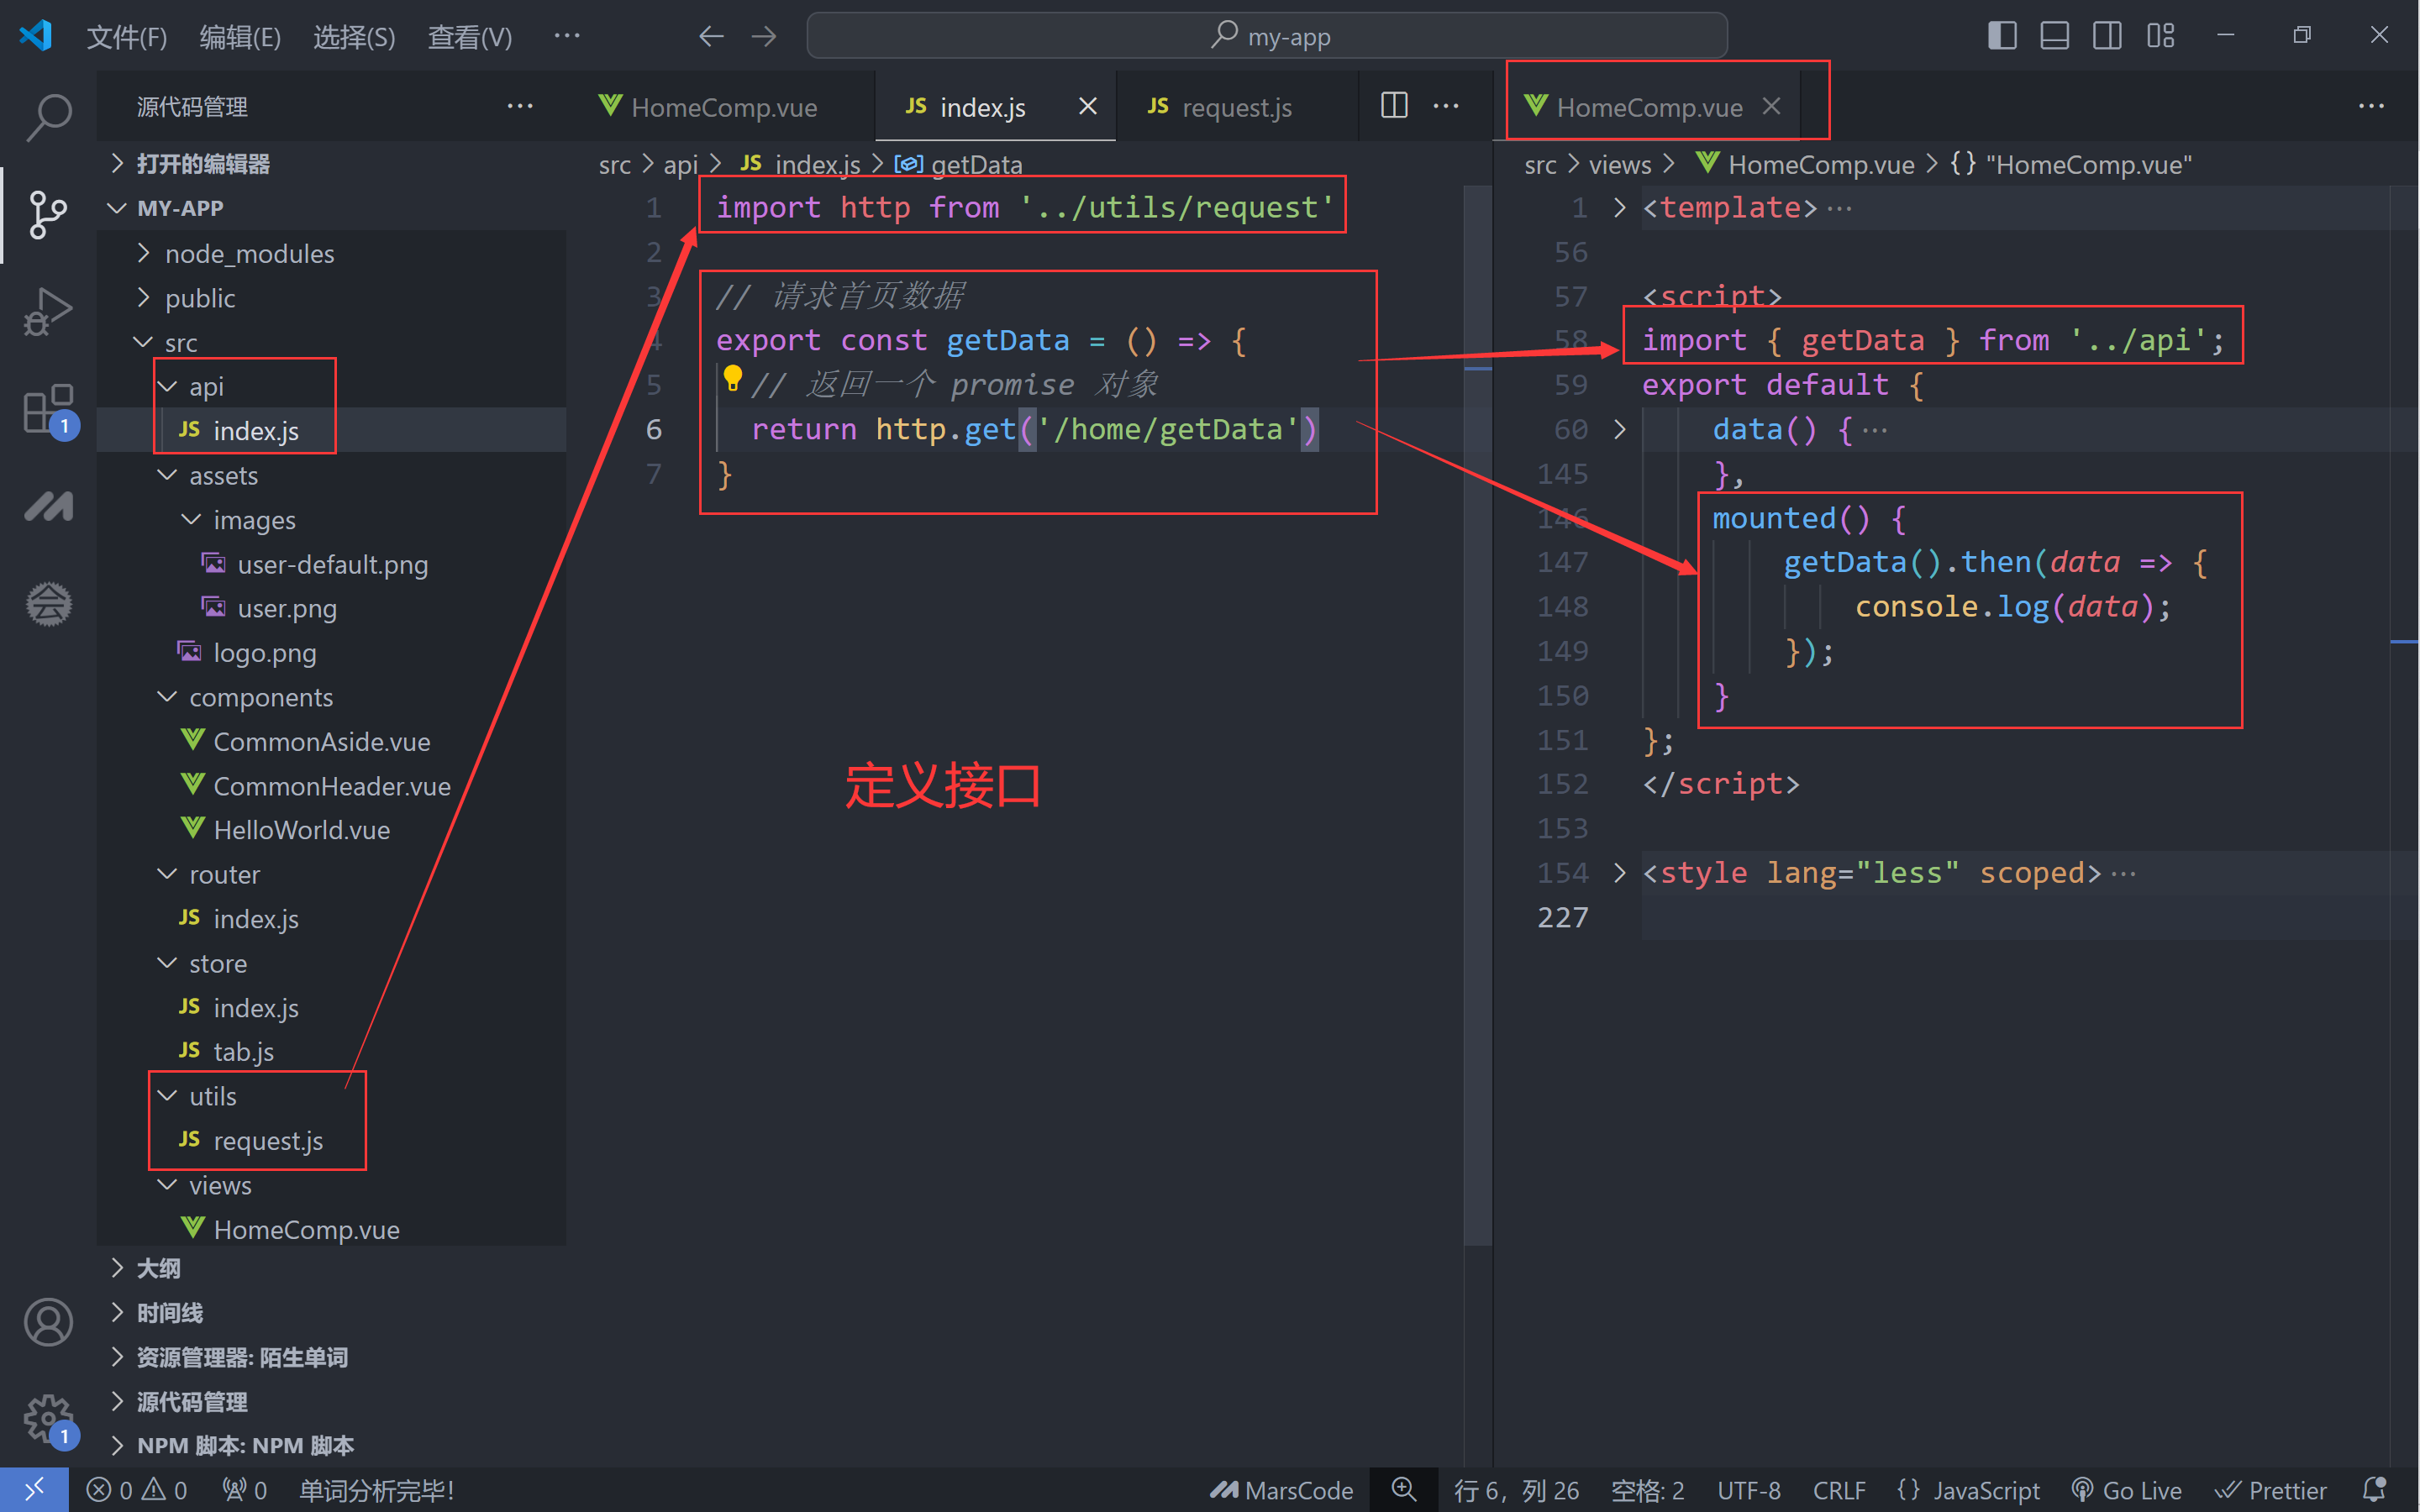 文件(F) 编辑(E) 选择(S) 查看(V) ··· my-app
源代码管理 ···
打开的编辑器
MY-APP
node_modules
public
src
api
JS index.js
assets
images
user-default.png
user.png
logo.png
components
CommonAside.vue
CommonHeader.vue
HelloWorld.vue
router
JS index.js
store
JS index.js
JS tab.js
utils
JS request.js
views
HomeComp.vue
大纲
时间线
资源管理器: 陌生单词
源代码管理
NPM 脚本: NPM 脚本
1
会
1
HomeComp.vue JS index.js JS request.js ···
src > api > JS index.js > getData
1 import http from '../utils/request'
2
3 // 请求首页数据
4 export const getData = () => {
5 // 返回一个 promise 对象
6 return http.get('/home/getData')
7 }
定义接口
HomeComp.vue ···
src > views > HomeComp.vue > {} "HomeComp.vue"
1 <template>···
56
57 <script>
58 import { getData } from '../api';
59 export default {
60 data() {···
145 },
146 mounted() {
147 getData().then(data => {
148 console.log(data);
149 });
150 }
151 };
152 </script>
153
154 <style lang="less" scoped>···
227
0 0 0 单词分析完毕! MarsCode 行 6，列 26 空格: 2 UTF-8 CRLF {} JavaScript Go Live Prettier